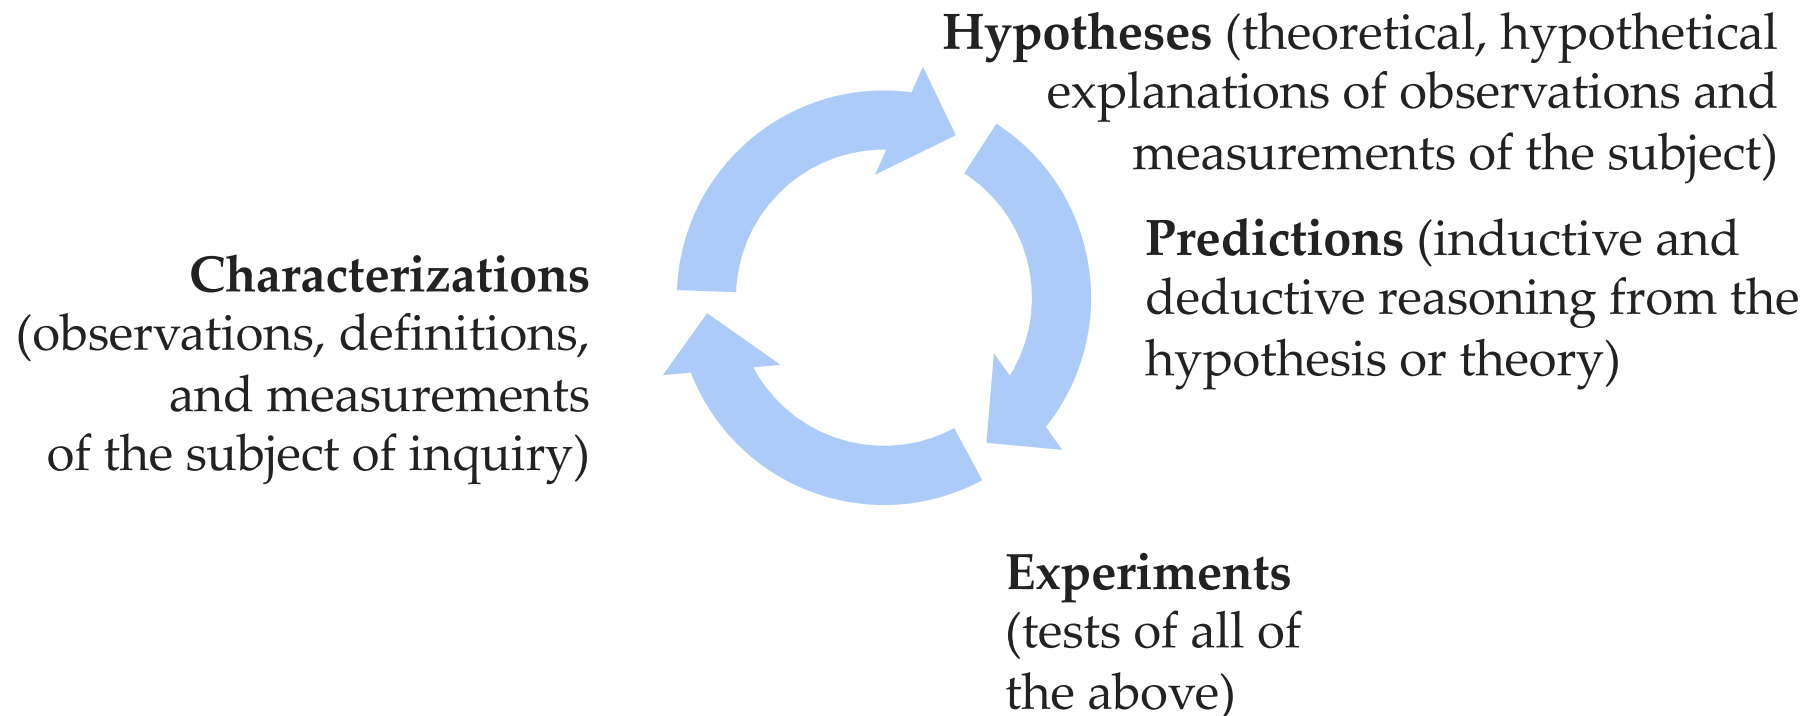 Hypotheses (theoretical, hypothetical
explanations of observations and
measurements of the subject)
Predictions (inductive and
deductive reasoning from the
hypothesis or theory)
Characterizations
(observations, definitions,
and measurements
of the subject of inquiry)
Experiments
(tests of all of
the above)